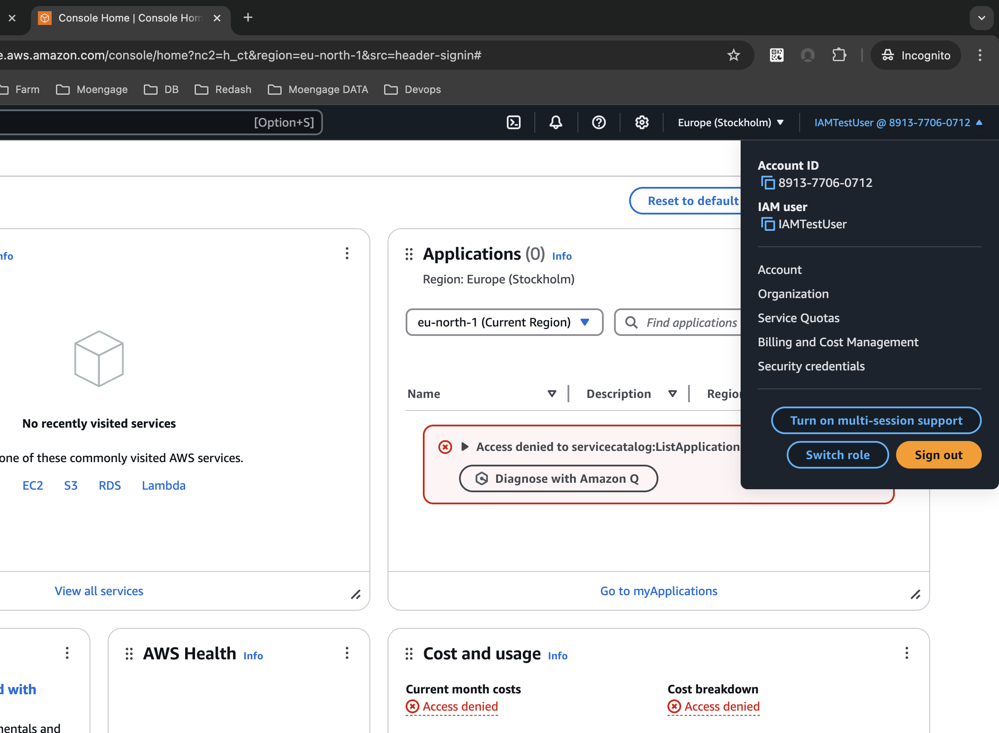 Console Home | Console Hom
e.aws.amazon.com/console/home?nc2=h_ct&region=eu-north-1&src=header-signin#
Incognito
Farm
Moengage
DB
Redash
Moengage DATA
Devops
[Option+S]
Europe (Stockholm)
IAMTestUser @ 8913-7706-0712
Account ID
8913-7706-0712
IAM user
IAMTestUser
Account
Organization
Service Quotas
Billing and Cost Management
Security credentials
Turn on multi-session support
Switch role
Sign out
Reset to default
nfo
No recently visited services
one of these commonly visited AWS services.
EC2 S3 RDS Lambda
View all services
Applications (0) Info
Region: Europe (Stockholm)
eu-north-1 (Current Region)
Find applications
Name
Description
Region
Access denied to servicecatalog:ListApplications
Diagnose with Amazon Q
Go to myApplications
d with
mentals and
AWS Health Info
Cost and usage Info
Current month costs
Access denied
Cost breakdown
Access denied